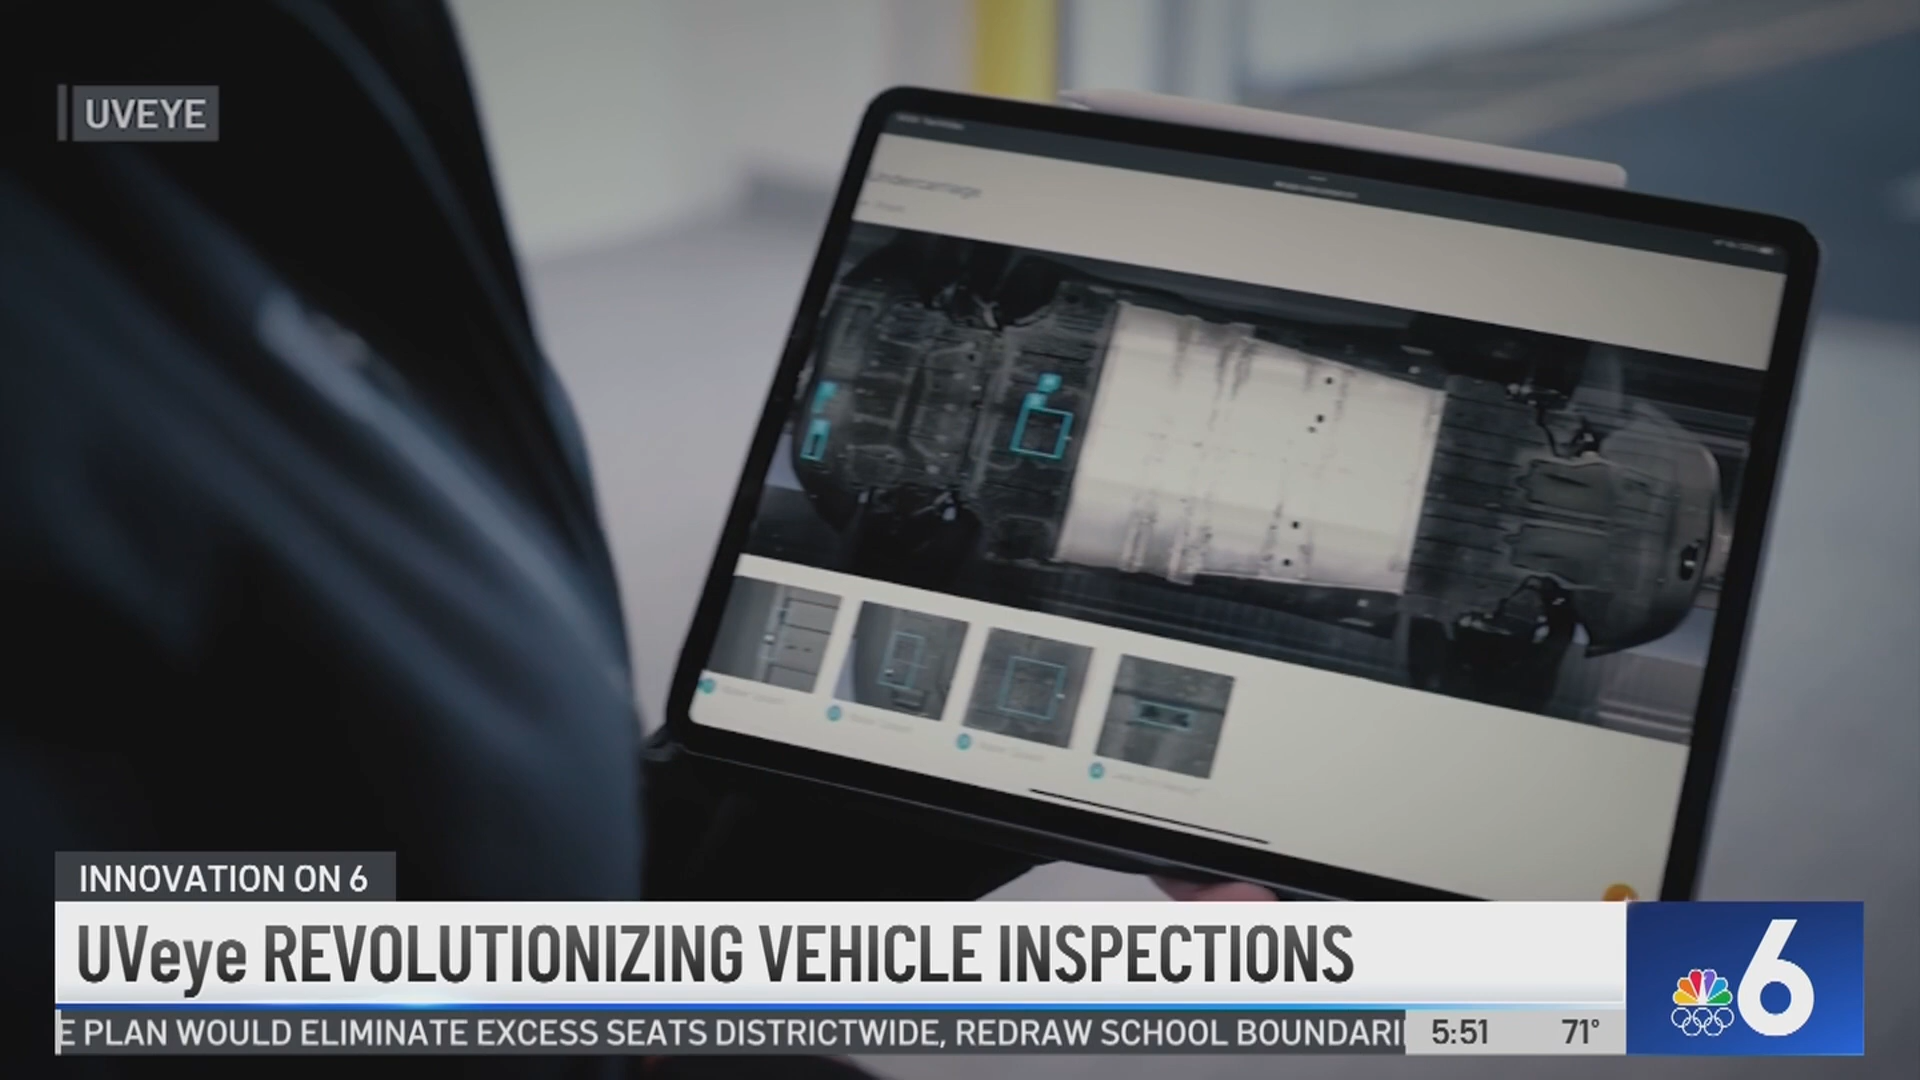 UVEYE
Undercarriage
INNOVATION ON 6
UVeye REVOLUTIONIZING VEHICLE INSPECTIONS
E PLAN WOULD ELIMINATE EXCESS SEATS DISTRICTWIDE, REDRAW SCHOOL BOUNDARI
5:51 71°
6